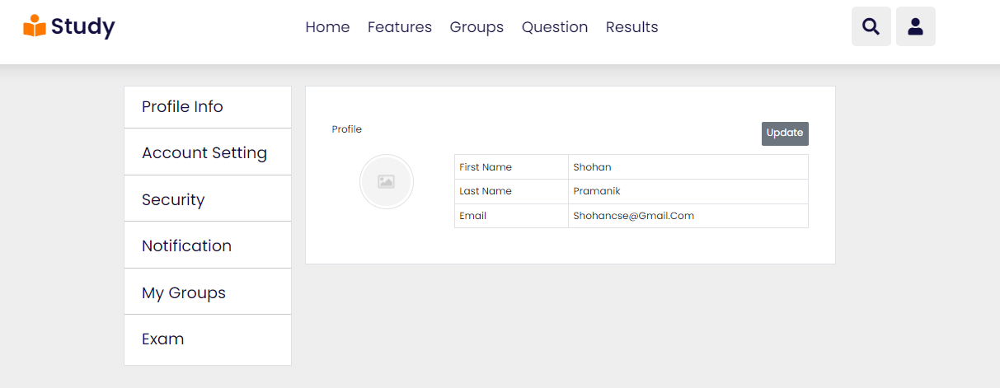 Study
Home Features Groups Question Results
Profile Info
Account Setting
Security
Notification
My Groups
Exam
Profile
Update
First Name Shohan
Last Name Pramanik
Email Shohancse@Gmail.Com